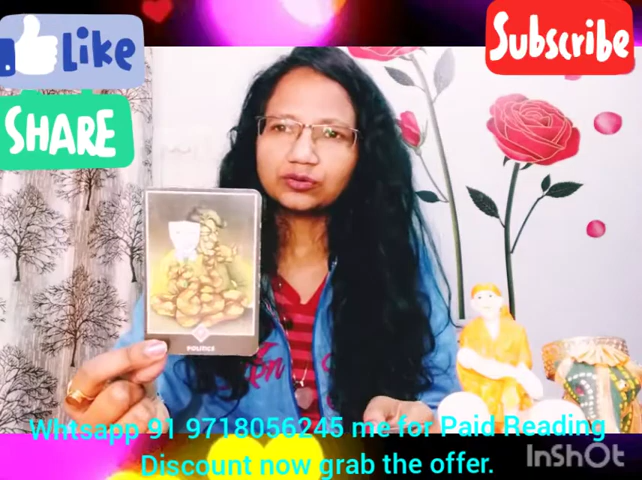 Like
Subscribe
SHARE
POLITICS
Whtsapp 91 9718056245 me for Paid Reading
Discount now grab the offer.
InShOt